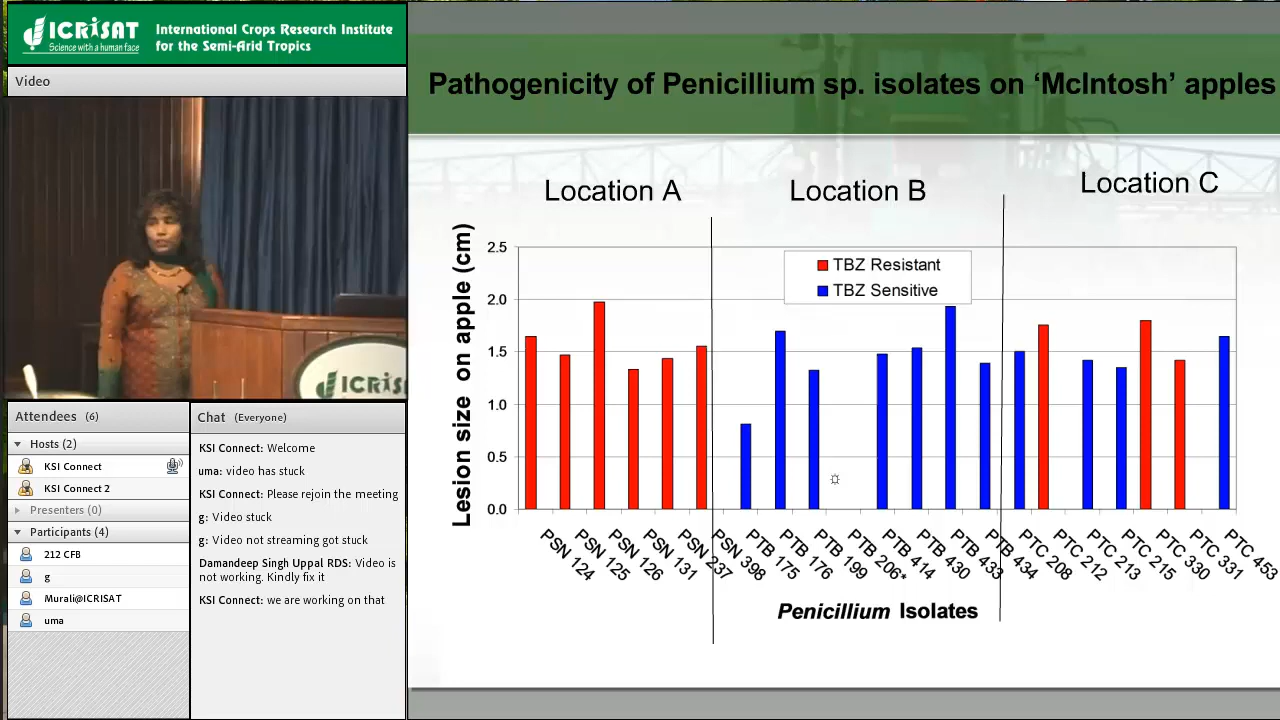 ICRISAT
Science with a human face
International Crops Research Institute
for the Semi-Arid Tropics
Video
ICRIS
Attendees (6)
Hosts (2)
KSI Connect
KSI Connect 2
Presenters (0)
Participants (4)
212 CFB
g
Murali@ICRISAT
uma
Chat (Everyone)
KSI Connect: Welcome
uma: video has stuck
KSI Connect: Please rejoin the meeting
g: Video stuck
g: Video not streaming got stuck
Damandeep Singh Uppal RDS: Video is
not working. Kindly fix it
KSI Connect: we are working on that
Pathogenicity of Penicillium sp. isolates on ‘McIntosh’ apples
Location A
Location B
Location C
Lesion size on apple (cm)
2.5
2.0
1.5
1.0
0.5
0.0
TBZ Resistant
TBZ Sensitive
PSN 124
PSN 125
PSN 126
PSN 131
PSN 237
PSN 398
PTB 175
PTB 176
PTB 199
PTB 206*
PTB 414
PTB 430
PTB 433
PTB 434
PTC 208
PTC 212
PTC 213
PTC 215
PTC 330
PTC 331
PTC 453
Penicillium Isolates